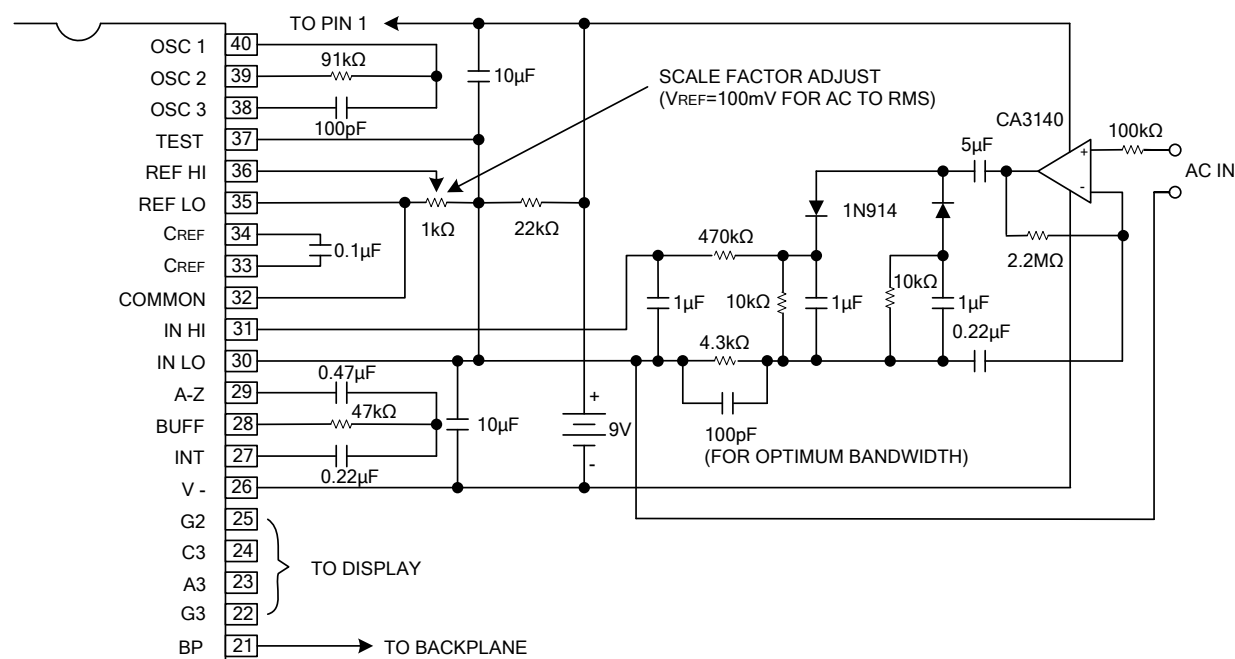 TO PIN 1
OSC 1 40
91kΩ
OSC 2 39
10µF
SCALE FACTOR ADJUST
(VREF=100mV FOR AC TO RMS)
OSC 3 38
100pF
TEST 37
CA3140
100kΩ
5µF
+
-
AC IN
REF HI 36
REF LO 35
1kΩ
22kΩ
1N914
CREF 34
0.1µF
CREF 33
470kΩ
2.2MΩ
COMMON 32
1µF
10kΩ
1µF
10kΩ
1µF
IN HI 31
4.3kΩ
0.22µF
IN LO 30
0.47µF
A-Z 29
+
BUFF 28
47kΩ
10µF
9V
100pF
(FOR OPTIMUM BANDWIDTH)
INT 27
0.22µF
-
V - 26
G2 25
C3 24
TO DISPLAY
A3 23
G3 22
BP 21
TO BACKPLANE